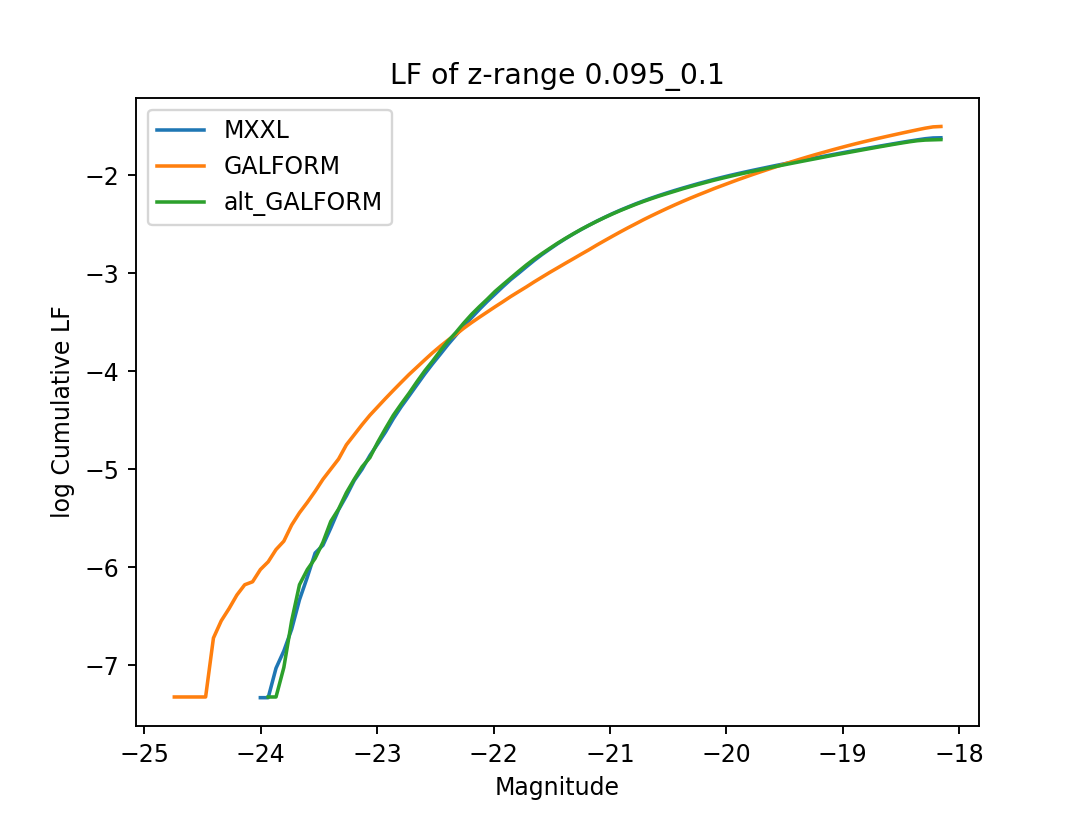 LF of z-range 0.095_0.1
MXXL
GALFORM
alt_GALFORM
log Cumulative LF
−2
−3
−4
−5
−6
−7
−25 −24 −23 −22 −21 −20 −19 −18
Magnitude